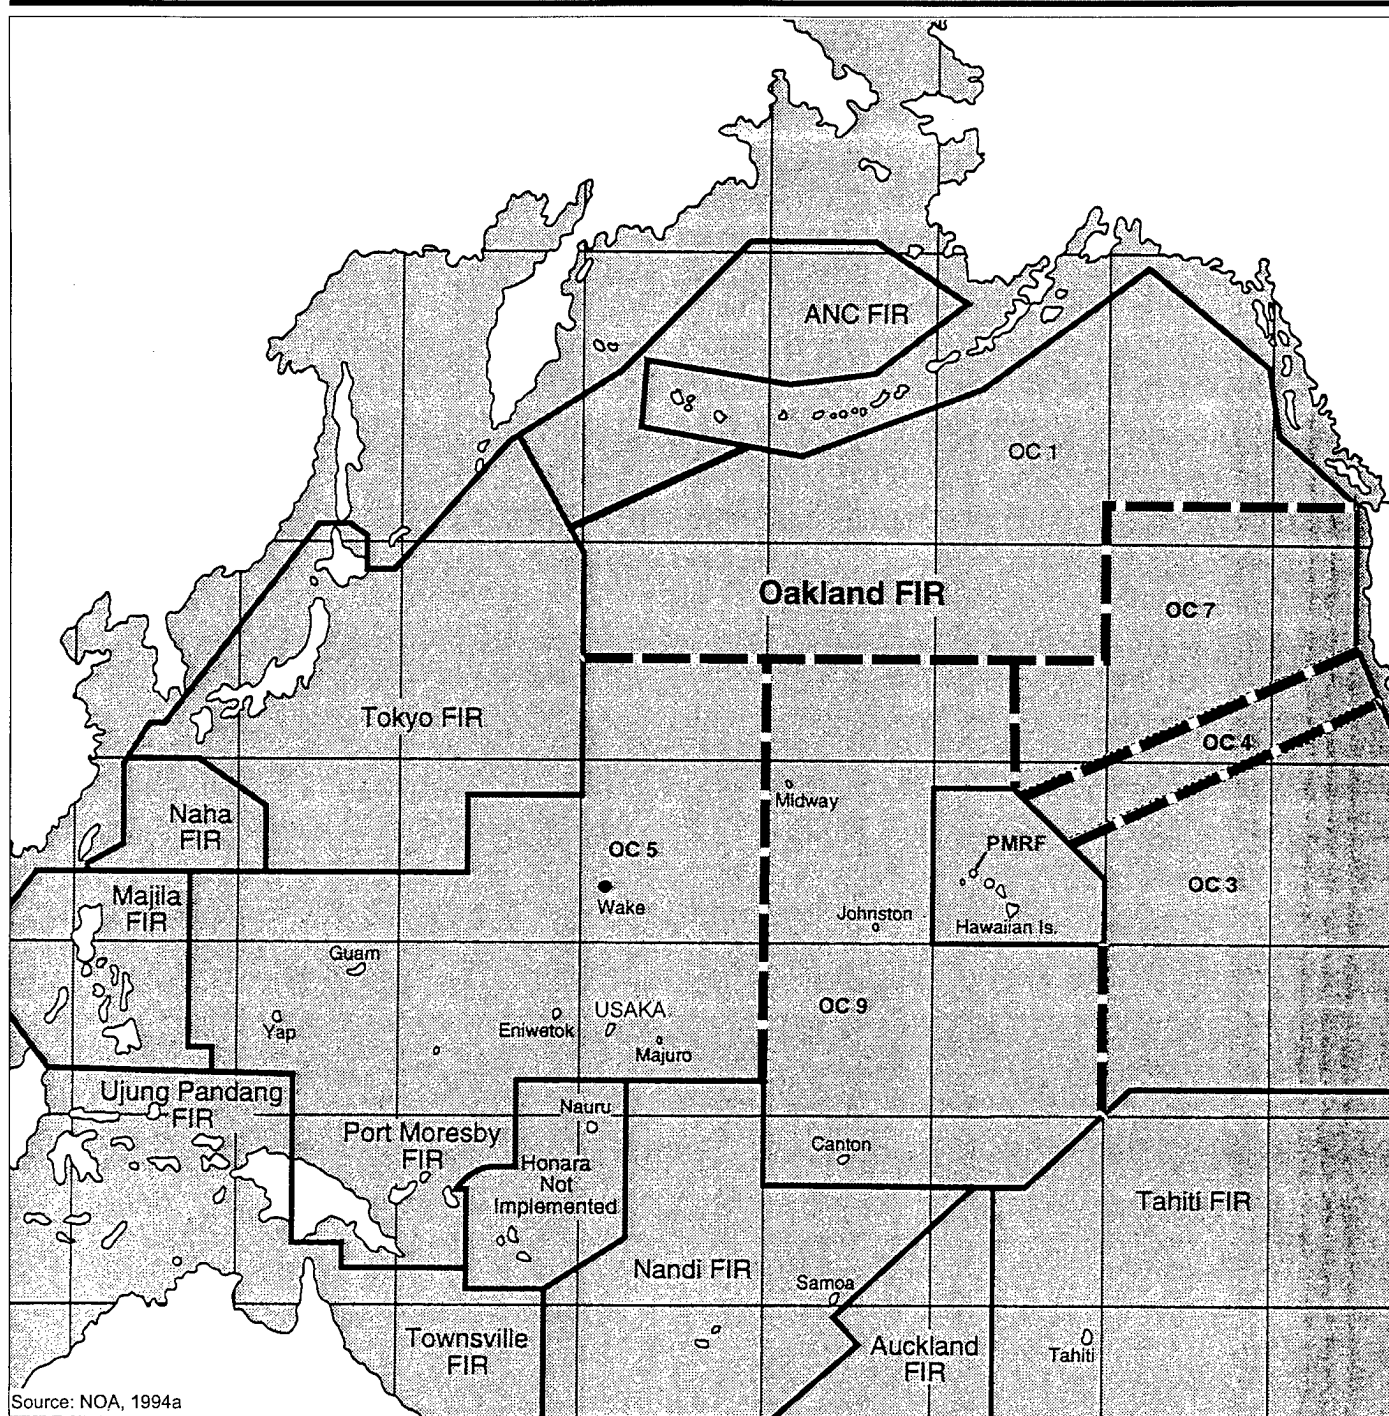 ANC FIR
OC 1
Oakland FIR
OC 7
Tokyo FIR
OC 4
Midway
Naha
FIR
OC 5
PMRF
OC 3
Majila
FIR
Wake
Johnston
Hawaiian Is.
Guam
OC 9
USAKA
Yap
Eniwetok
Majuro
Ujung Pandang
FIR
Nauru
Port Moresby
FIR
Canton
Honara
Not
Implemented
Tahiti FIR
Nandi FIR
Samoa
Townsville
FIR
Auckland
FIR
Tahiti
Source: NOA, 1994a